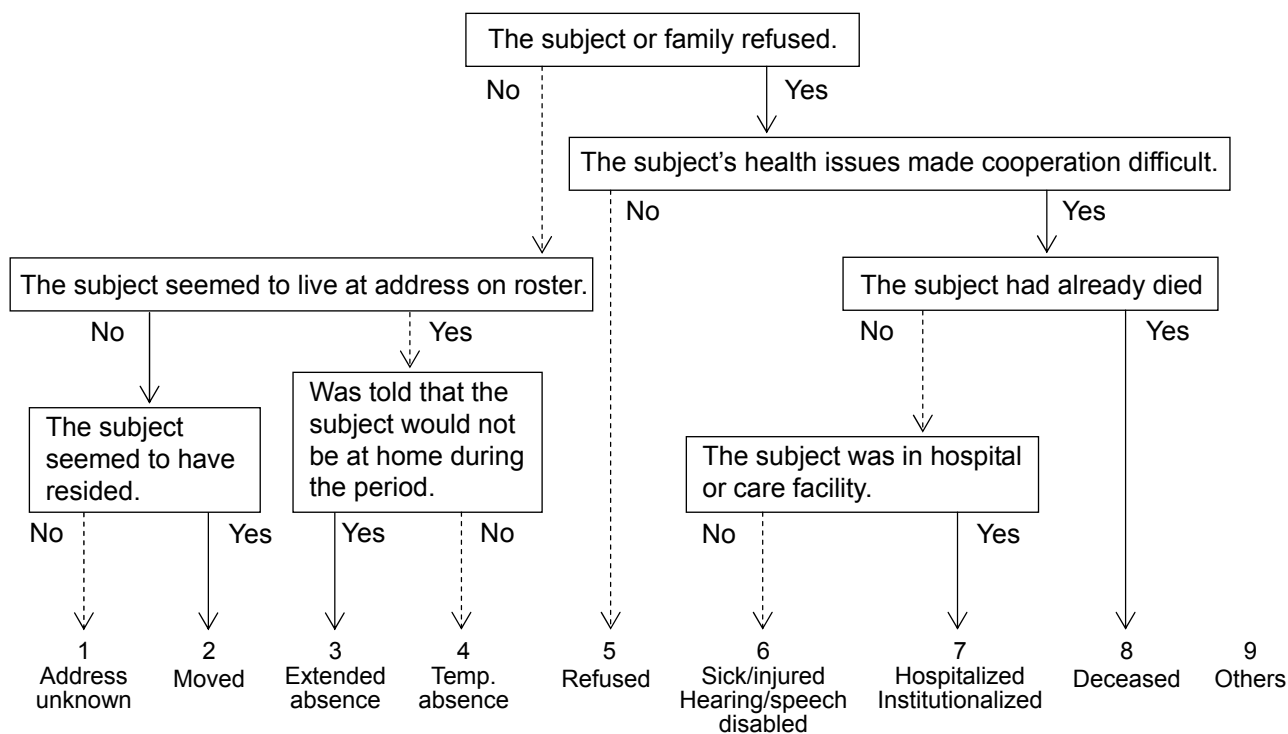 The subject or family refused.
No
Yes
The subject's health issues made cooperation difficult.
No
Yes
The subject seemed to live at address on roster.
The subject had already died
No
Yes
No
Yes
Was told that the
subject would not
be at home during
the period.
The subject
seemed to have
resided.
The subject was in hospital
or care facility.
No
Yes
Yes
No
No
Yes
1
Address
unknown
2
Moved
3
Extended
absence
4
Temp.
absence
5
Refused
6
Sick/injured
Hearing/speech
disabled
7
Hospitalized
Institutionalized
8
Deceased
9
Others